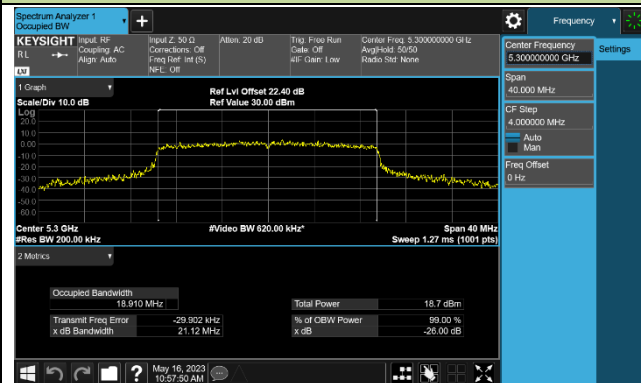 Spectrum Analyzer 1
Occupied BW
Frequency
KEYSIGHT
RL
LXI
Input: RF
Coupling: AC
Align: Auto
Input Z: 50 Ω
Corrections: Off
Freq Ref: Int (S)
NFE: Off
Atten: 20 dB
Trig: Free Run
Gate: Off
#IF Gain: Low
Center Freq: 5.300000000 GHz
Avg|Hold: 50/50
Radio Std: None
Center Frequency
5.300000000 GHz
Settings
Span
40.000 MHz
CF Step
4.000000 MHz
Auto
Man
Freq Offset
0 Hz
1 Graph
Scale/Div 10.0 dB
Ref Lvl Offset 22.40 dB
Ref Value 30.00 dBm
Log
20.0
10.0
0.00
-10.0
-20.0
-30.0
-40.0
-50.0
-60.0
Center 5.3 GHz
#Res BW 200.00 kHz
#Video BW 620.00 kHz*
Span 40 MHz
Sweep 1.27 ms (1001 pts)
2 Metrics
Occupied Bandwidth
18.910 MHz
Total Power 18.7 dBm
Transmit Freq Error -29.902 kHz
% of OBW Power 99.00 %
x dB Bandwidth 21.12 MHz
x dB -26.00 dB
?
May 16, 2023
10:57:50 AM